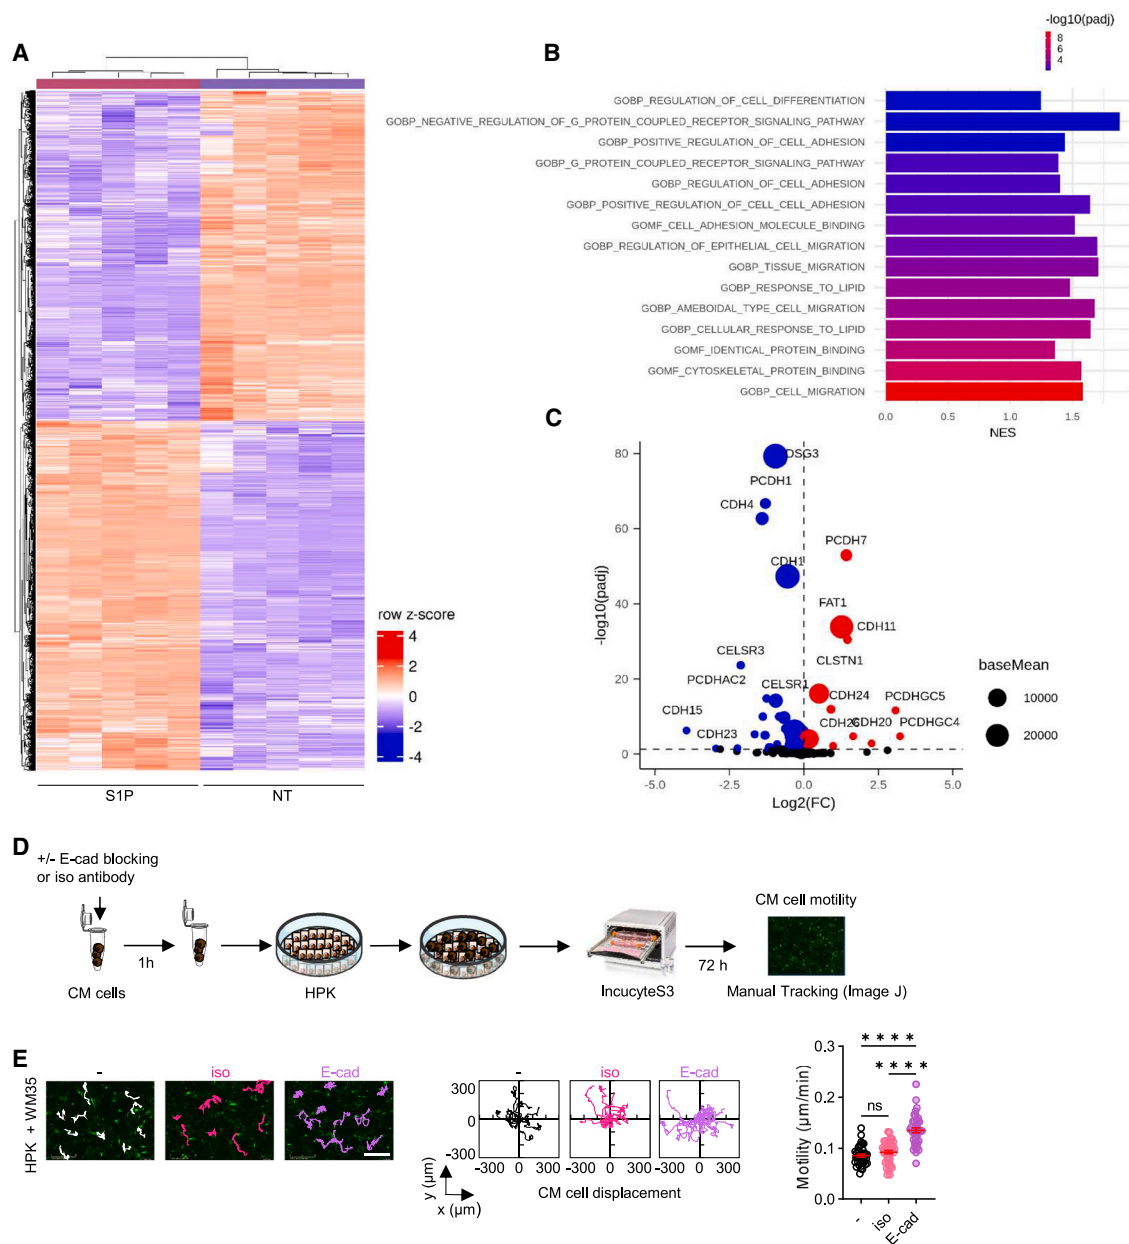 A
S1P
NT
row z-score
4
2
0
-2
-4
B
-log10(padj)
8
6
4
GOBP_REGULATION_OF_CELL_DIFFERENTIATION
GOBP_NEGATIVE_REGULATION_OF_G_PROTEIN_COUPLED_RECEPTOR_SIGNALING_PATHWAY
GOBP_POSITIVE_REGULATION_OF_CELL_ADHESION
GOBP_G_PROTEIN_COUPLED_RECEPTOR_SIGNALING_PATHWAY
GOBP_REGULATION_OF_CELL_ADHESION
GOBP_POSITIVE_REGULATION_OF_CELL_CELL_ADHESION
GOMF_CELL_ADHESION_MOLECULE_BINDING
GOBP_REGULATION_OF_EPITHELIAL_CELL_MIGRATION
GOBP_TISSUE_MIGRATION
GOBP_RESPONSE_TO_LIPID
GOBP_AMEBOIDAL_TYPE_CELL_MIGRATION
GOBP_CELLULAR_RESPONSE_TO_LIPID
GOMF_IDENTICAL_PROTEIN_BINDING
GOMF_CYTOSKELETAL_PROTEIN_BINDING
GOBP_CELL_MIGRATION
0.0 0.5 1.0 1.5
NES
C
-log10(padj)
80
60
40
20
0
DSG3
PCDH1
CDH4
PCDH7
CDH1
FAT1
CDH11
CLSTN1
CELSR3
PCDHAC2
CELSR1
CDH24
PCDHGC5
CDH15
CDH26
CDH20
PCDHGC4
CDH23
-5.0 -2.5 0.0 2.5 5.0
Log2(FC)
baseMean
10000
20000
D
+/- E-cad blocking
or iso antibody
1h
CM cells
HPK
IncucyteS3
72 h
CM cell motility
Manual Tracking (Image J)
E
HPK + WM35
- iso E-cad
- iso E-cad
300
0
-300
-300 0 300
-300 0 300
-300 0 300
y (µm)
x (µm)
CM cell displacement
Motility (µm/min)
0.3
0.2
0.1
0.0
****
****
ns
- iso E-cad